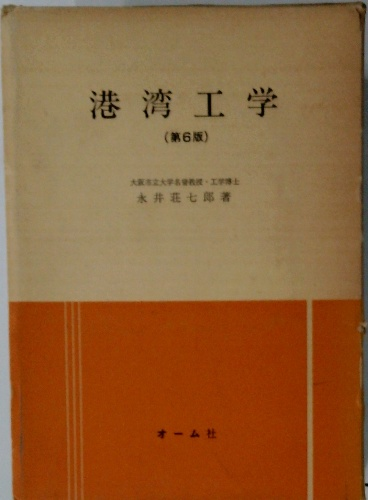 港湾工学
(第6版)
大阪市立大学名誉教授・工学博士
永井荘七郎著
オーム社